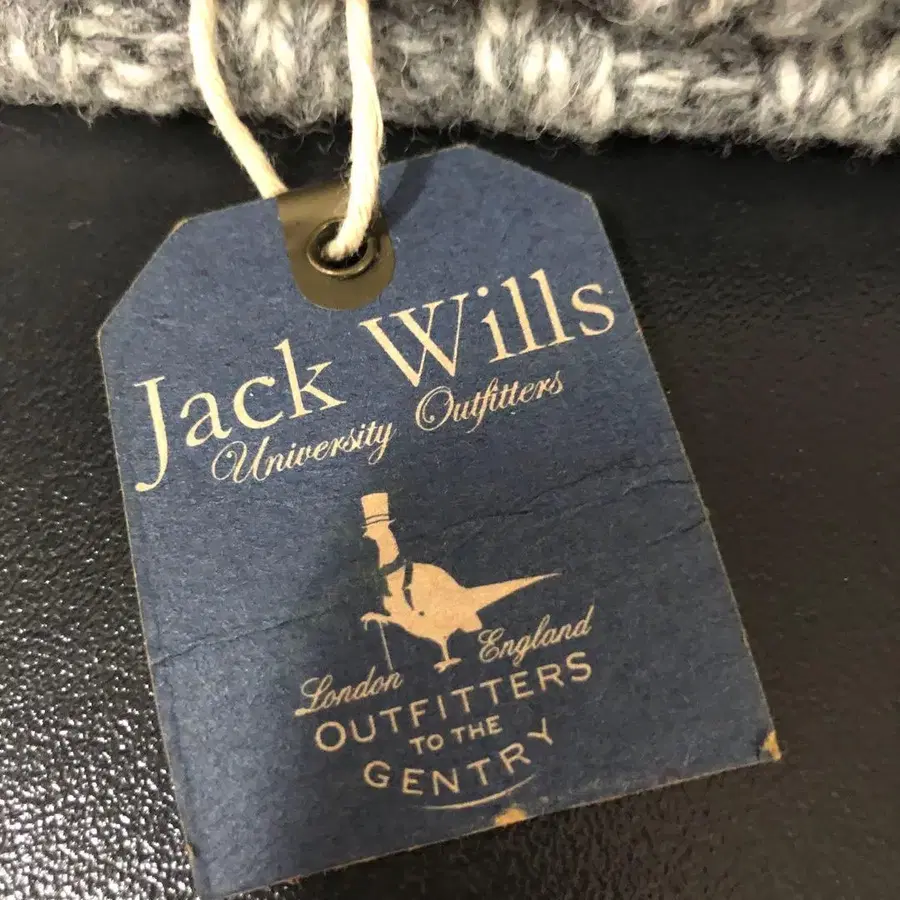 Jack Wills
University Outfitters
London England
OUTFITTERS
TO THE
GENTRY